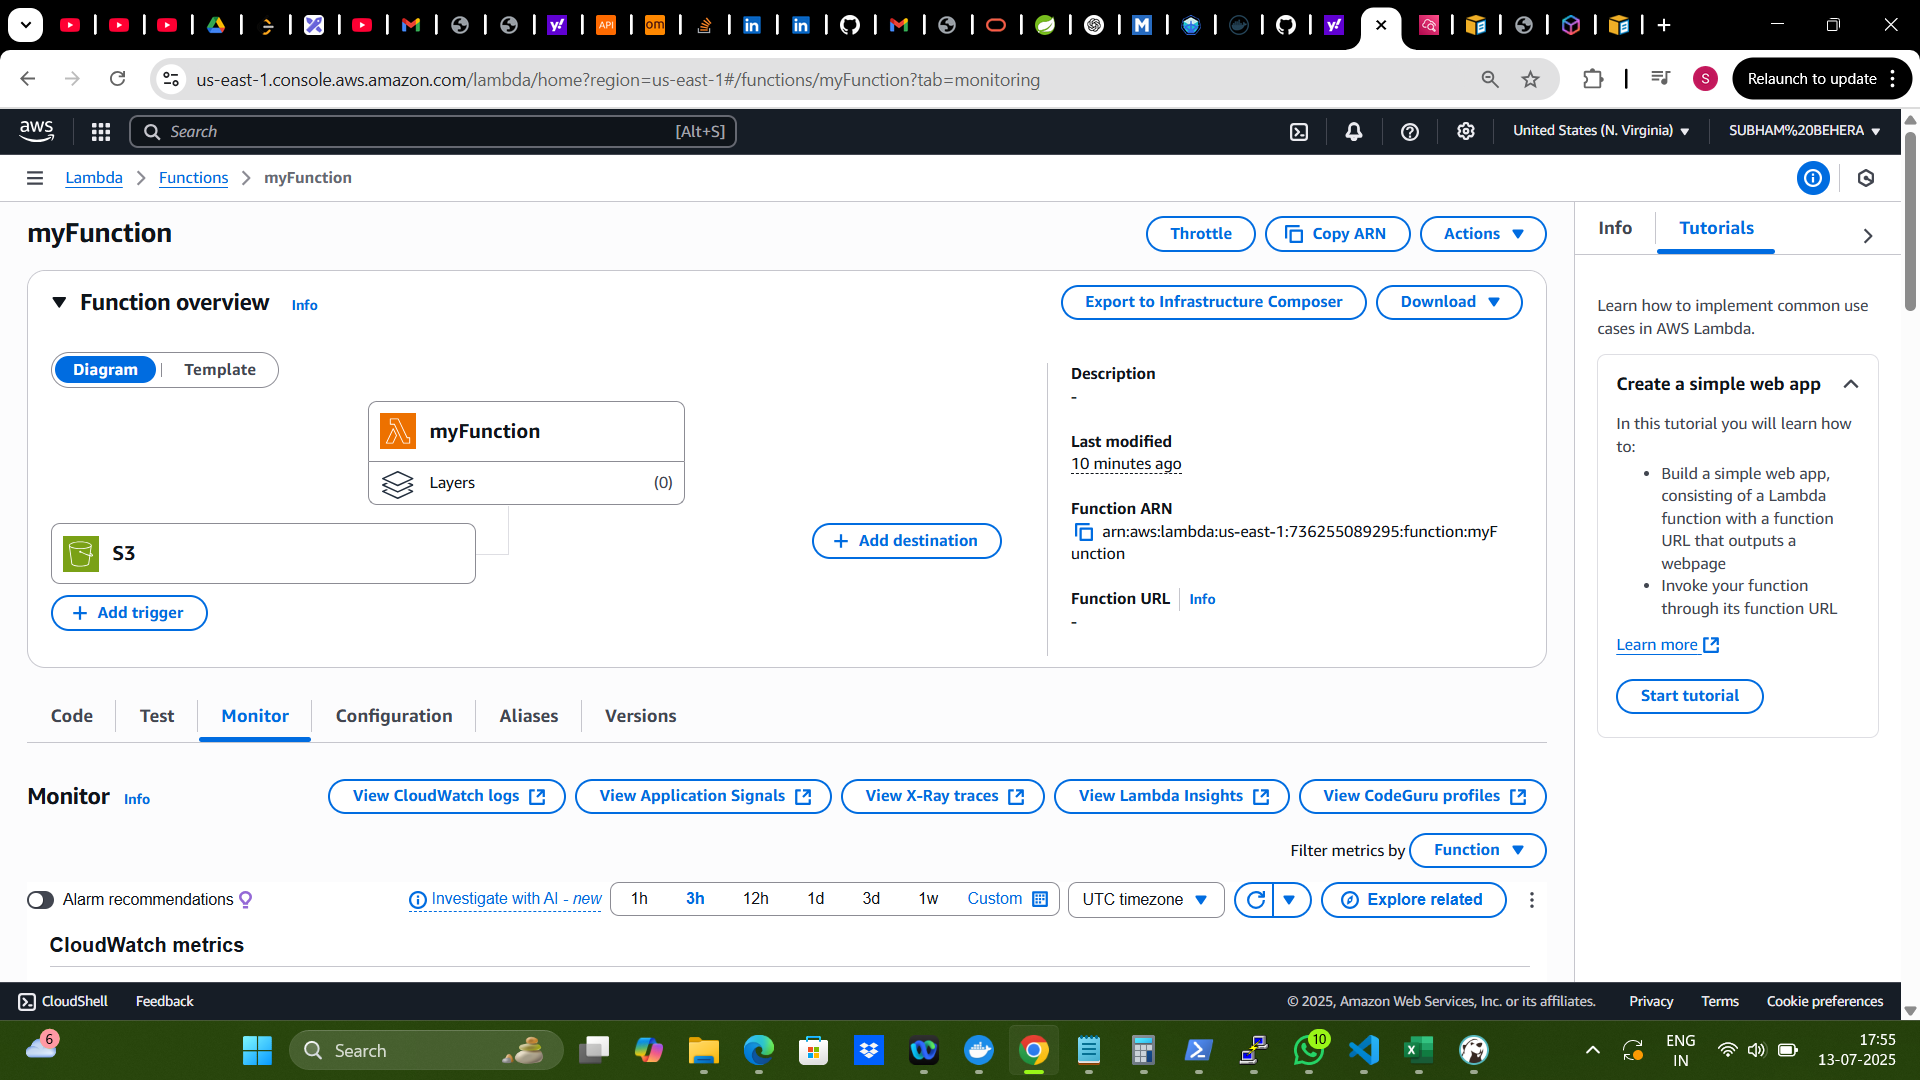 API
om
M
us-east-1.console.aws.amazon.com/lambda/home?region=us-east-1#/functions/myFunction?tab=monitoring
S
Relaunch to update
aws
Search
[Alt+S]
United States (N. Virginia)
SUBHAM%20BEHERA
Lambda
Functions
myFunction
myFunction
Throttle
Copy ARN
Actions
Info
Tutorials
Function overview
Info
Export to Infrastructure Composer
Download
Diagram
Template
myFunction
Layers
(0)
S3
Add destination
Add trigger
Description
-
Last modified
10 minutes ago
Function ARN
arn:aws:lambda:us-east-1:736255089295:function:myF
unction
Function URL
Info
-
Learn how to implement common use
cases in AWS Lambda.
Create a simple web app
In this tutorial you will learn how
to:
• Build a simple web app,
consisting of a Lambda
function with a function
URL that outputs a
webpage
• Invoke your function
through its function URL
Learn more
Start tutorial
Code
Test
Monitor
Configuration
Aliases
Versions
Monitor
Info
View CloudWatch logs
View Application Signals
View X-Ray traces
View Lambda Insights
View CodeGuru profiles
Filter metrics by
Function
Alarm recommendations
Investigate with AI - new
1h
3h
12h
1d
3d
1w
Custom
UTC timezone
Explore related
CloudWatch metrics
CloudShell
Feedback
© 2025, Amazon Web Services, Inc. or its affiliates.
Privacy
Terms
Cookie preferences
6
Search
10
ENG
IN
17:55
13-07-2025